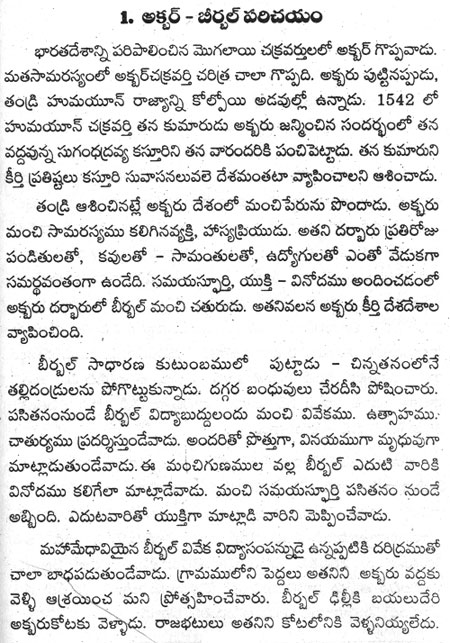 1. అక్బర్ - బీర్బల్ పరిచయం
భారతదేశాన్ని పరిపాలించిన మొగలాయి చక్రవర్తులలో అక్బర్ గొప్పవాడు.
మతసామరస్యంలో అక్బర్‌చక్రవర్తి చరిత్ర చాలా గొప్పది. అక్బరు పుట్టినప్పుడు,
తండ్రి హుమయూన్ రాజ్యాన్ని కోల్పోయి అడవుల్లో ఉన్నాడు. 1542 లో
హుమయూన్ చక్రవర్తి తన కుమారుడు అక్బరు జన్మించిన సందర్భంలో తన
వద్దవున్న సుగంధద్రవ్య కస్తూరిని తన వారందరికి పంచిపెట్టాడు. తన కుమారుని
కీర్తి ప్రతిష్టలు కస్తూరి సువాసనలువలె దేశమంతటా వ్యాపించాలని ఆశించాడు.
తండ్రి ఆశించినట్లే అక్బరు దేశంలో మంచిపేరును పొందాడు. అక్బరు
మంచి సామరస్యము కలిగినవ్యక్తి, హాస్యప్రియుడు. అతని దర్బారు ప్రతిరోజు
పండితులతో, కవులతో - సామంతులతో, ఉద్యోగులతో ఎంతో వేడుకగా
సమర్థవంతంగా ఉండేది. సమయస్ఫూర్తి, యుక్తి - వినోదము అందించడంలో
అక్బరు దర్బారులో బీర్బల్ మంచి చతురుడు. అతనివలన అక్బరు కీర్తి దేశదేశాల
వ్యాపించింది.
బీర్బల్ సాధారణ కుటుంబములో పుట్టాడు - చిన్నతనంలోనే
తల్లిదండ్రులను పోగొట్టుకున్నాడు. దగ్గర బంధువులు చేరదీసి పోషించారు.
పసితనంనుండే బీర్బల్ విద్యాబుద్దులందు మంచి వివేకము. ఉత్సాహము.
చాతుర్యము ప్రదర్శిస్తుండేవాడు. అందరితో పొత్తుగా, వినయముగా మృధువుగా
మాట్లాడుతుండేవాడు. ఈ మంచిగుణముల వల్ల బీర్బల్ ఎదుటి వారికి
వినోదము కలిగేలా మాట్లాడేవాడు. మంచి సమయస్ఫూర్తి పసితనం నుండే
అబ్బింది. ఎదుటవారితో యుక్తిగా మాట్లాడి వారిని మెప్పించేవాడు.
మహామేధావియైన బీర్బల్ వివేక విద్యాసంపన్నుడై ఉన్నప్పటికి దరిద్రముతో
చాలా బాధపడుతుండేవాడు. గ్రామములోని పెద్దలు అతనిని అక్బరు వద్దకు
వెళ్ళి ఆశ్రయించ మని ప్రోత్సహించేవారు. బీర్బల్ ఢిల్లీకి బయలుదేరి
అక్బరుకోటకు వెళ్ళాడు. రాజభటులు అతనిని కోటలోనికి వెళ్ళనియ్యలేదు.